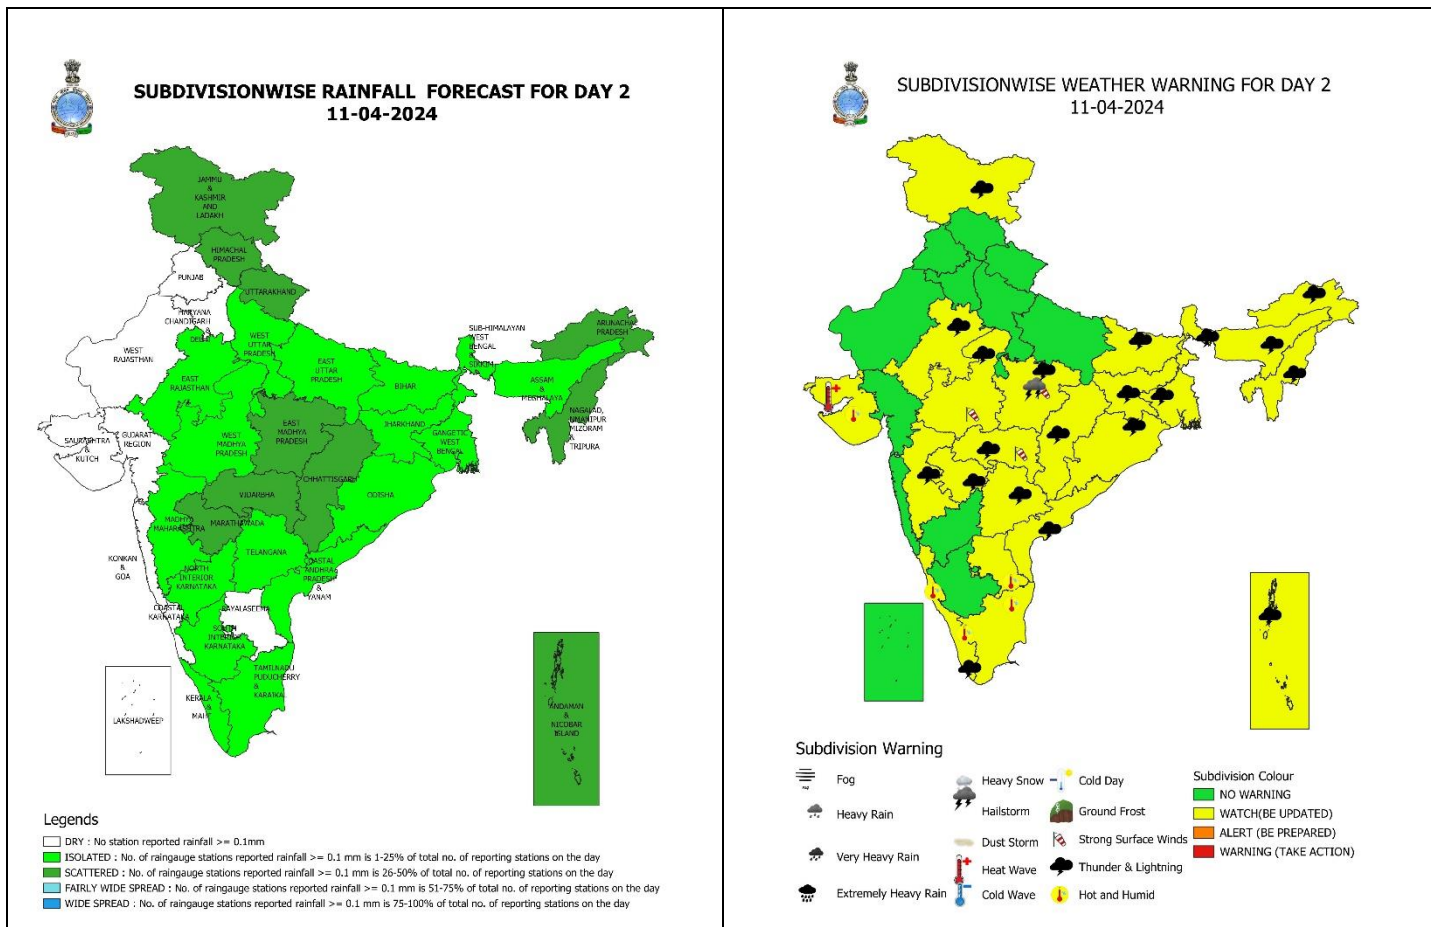 SUBDIVISIONWISE RAINFALL FORECAST FOR DAY 2
11-04-2024
JAMMU
&
KASHMIR
AND
LADAKH
HIMACHAL
PRADESH
PUNJAB
UTTARAKHAND
HARYANA
CHANDIGARH
&
DELHI
WEST
UTTAR
PRADESH
WEST
RAJASTHAN
EAST
RAJASTHAN
EAST
UTTAR
PRADESH
SUB-HIMALAYAN
WEST
BENGAL
&
SIKKIM
ARUNACHAL
PRADESH
ASSAM
&
MEGHALAYA
BIHAR
NAGALAD,
MMANIPUR
MIZORAM
&
TRIPURA
JHARKHAND
GANGETIC
WEST
BENGAL
EAST
MADHYA
PRADESH
WEST
MADHYA
PRADESH
SAURASHTRA
&
KUTCH
GUJARAT
REGION
CHHATTISGARH
ODISHA
VIDARBHA
MADHYA
MAHARASHTRA
MARATHAWADA
TELANGANA
KONKAN
&
GOA
NORTH
INTERIOR
KARNATAKA
COASTAL
ANDHRA
PRADESH
&
YANAM
COASTAL
KARNATAKA
RAYALASEEMA
SOUTH
INTERIOR
KARNATAKA
TAMILNADU
PUDUCHERRY
&
KARAIKA
KERALA
&
MAHE
LAKSHADWEEP
ANDAMAN
&
NICOBAR
ISLAND
Legends
DRY : No station reported rainfall >= 0.1mm
ISOLATED : No. of raingauge stations reported rainfall >= 0.1 mm is 1-25% of total no. of reporting stations on the day
SCATTERED : No. of raingauge stations reported rainfall >= 0.1 mm is 26-50% of total no. of reporting stations on the day
FAIRLY WIDE SPREAD : No. of raingauge stations reported rainfall >= 0.1 mm is 51-75% of total no. of reporting stations on the day
WIDE SPREAD : No. of raingauge stations reported rainfall >= 0.1 mm is 75-100% of total no. of reporting stations on the day
SUBDIVISIONWISE WEATHER WARNING FOR DAY 2
11-04-2024
Subdivision Warning
Fog
Heavy Rain
Very Heavy Rain
Extremely Heavy Rain
Heavy Snow
Hailstorm
Dust Storm
Heat Wave
Cold Wave
Cold Day
Ground Frost
Strong Surface Winds
Thunder & Lightning
Hot and Humid
Subdivision Colour
NO WARNING
WATCH(BE UPDATED)
ALERT (BE PREPARED)
WARNING (TAKE ACTION)